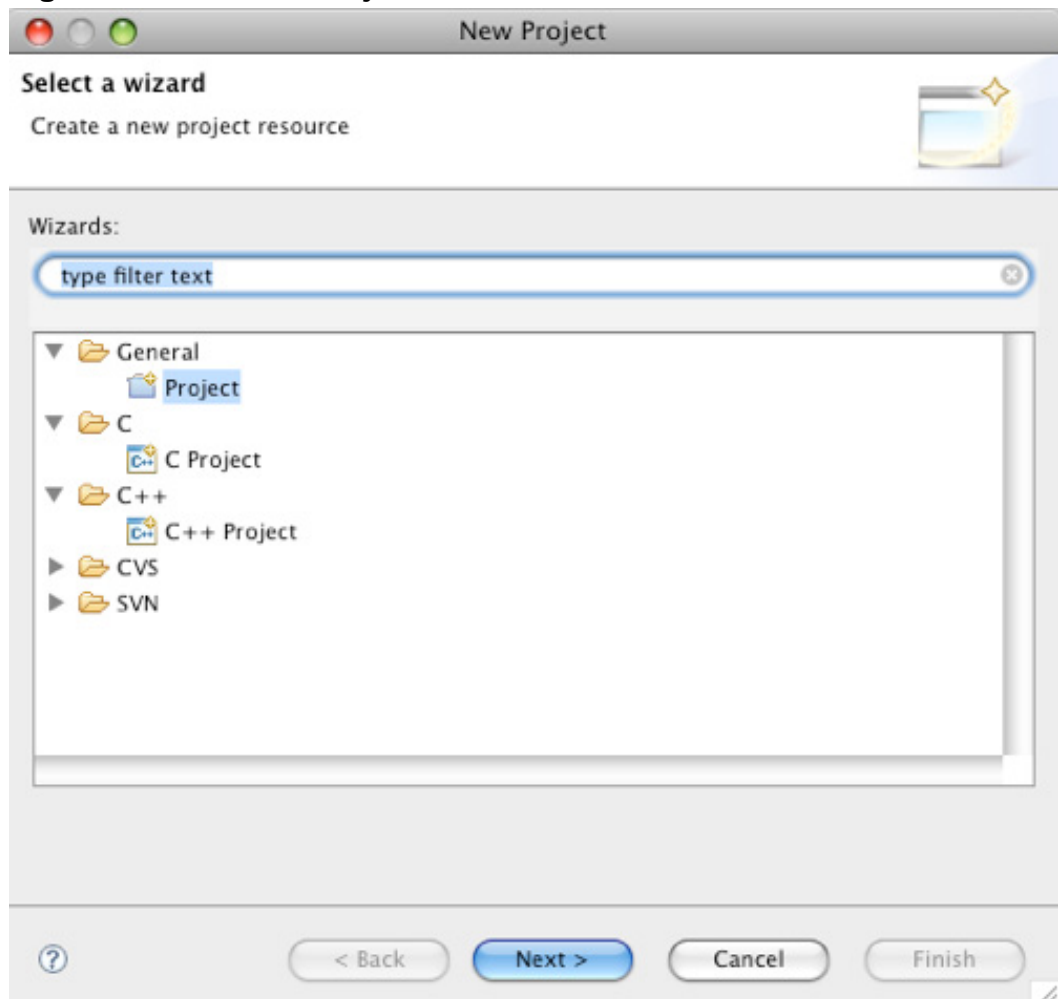 New Project
Select a wizard
Create a new project resource
Wizards:
type filter text
General
Project
C
C Project
C++
C++ Project
CVS
SVN
? < Back Next > Cancel Finish